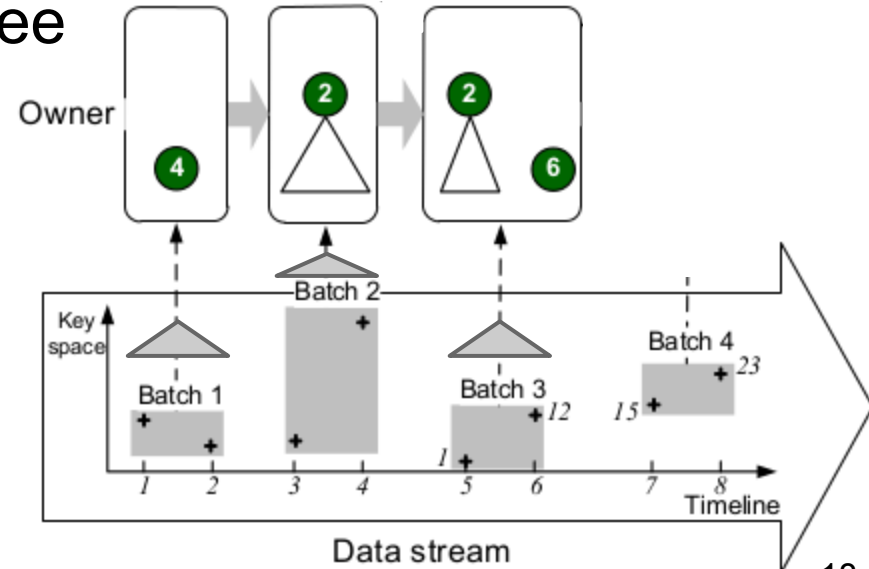 ee
Owner
4
2
2
6
Batch 2
Key
space
Batch 1
Batch 3
Batch 4
12
1
15
23
1 2 3 4 5 6 7 8
Timeline
Data stream